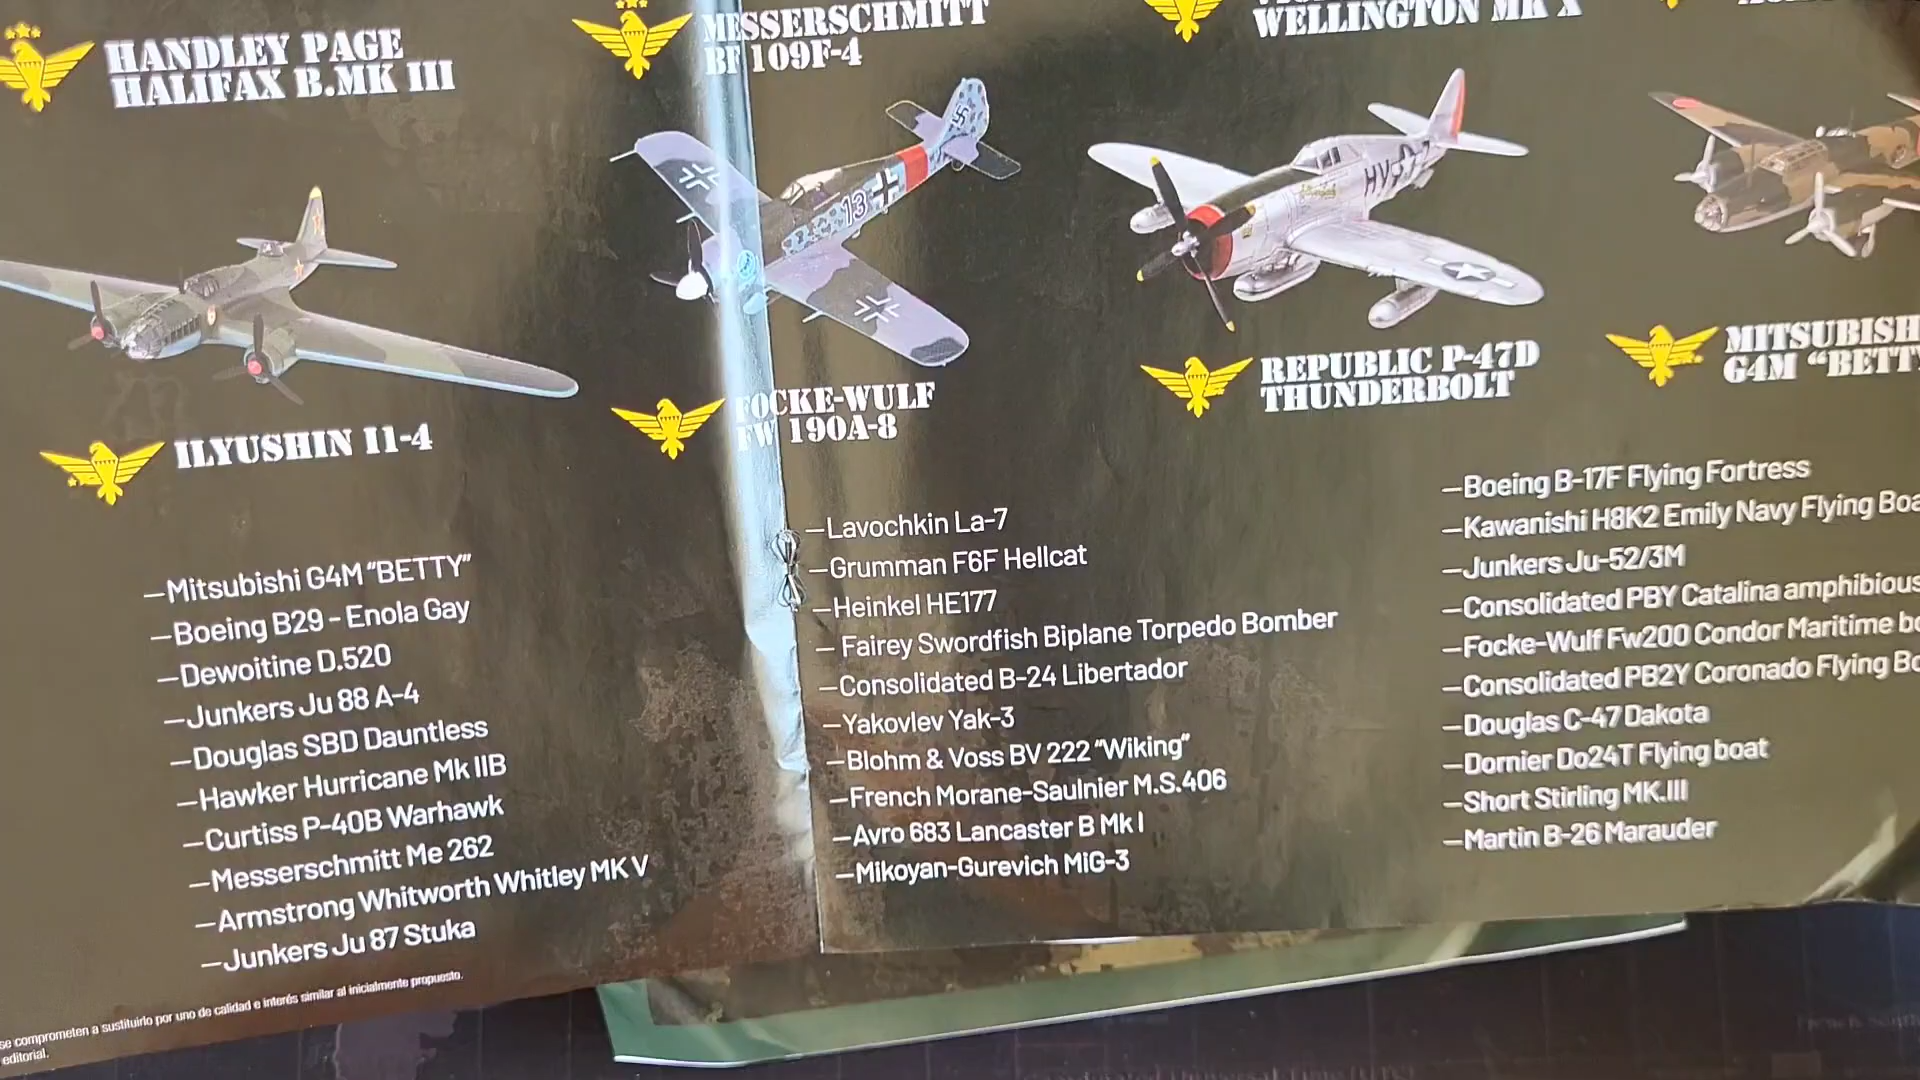 HANDLEY PAGE
HALIFAX B.MK III
MESSERSCHMITT
BF 109F-4
WELLINGTON MK X
13
HV
ILYUSHIN I1-4
FOCKE-WULF
FW 190A-8
REPUBLIC P-47D
THUNDERBOLT
MITSUBISH
G4M "BETT
—Mitsubishi G4M "BETTY"
—Boeing B29 - Enola Gay
—Dewoitine D.520
—Junkers Ju 88 A-4
—Douglas SBD Dauntless
—Hawker Hurricane Mk IIB
—Curtiss P-40B Warhawk
—Messerschmitt Me 262
—Armstrong Whitworth Whitley MK V
—Junkers Ju 87 Stuka
—Lavochkin La-7
—Grumman F6F Hellcat
—Heinkel HE177
— Fairey Swordfish Biplane Torpedo Bomber
—Consolidated B-24 Libertador
—Yakovlev Yak-3
—Blohm & Voss BV 222 "Wiking"
—French Morane-Saulnier M.S.406
—Avro 683 Lancaster B Mk I
—Mikoyan-Gurevich MiG-3
—Boeing B-17F Flying Fortress
—Kawanishi H8K2 Emily Navy Flying Boa
—Junkers Ju-52/3M
—Consolidated PBY Catalina amphibious
—Focke-Wulf Fw200 Condor Maritime bo
—Consolidated PB2Y Coronado Flying Bo
—Douglas C-47 Dakota
—Dornier Do24T Flying boat
—Short Stirling MK.III
—Martin B-26 Marauder
se comprometen a sustituirlo por uno de calidad e interés similar al inicialmente propuesto.
editorial.